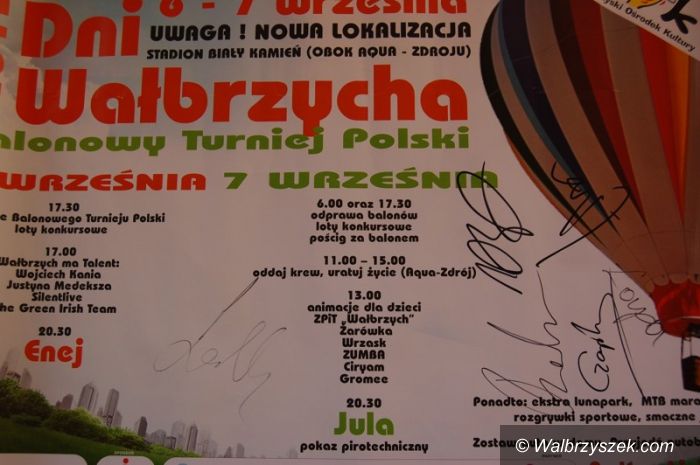 6 - 7 września
Dni
UWAGA ! NOWA LOKALIZACJA
STADION BIAŁY KAMIEŃ (OBOK AQUA - ZDROJU)
Ośrodek Kultury
Wałbrzycha
Turniej Polski
WRZEŚNIA 7 WRZEŚNIA
17.30
Balonowego Turnieju Polski
loty konkursowe
17.00
Wałbrzych ma Talent:
Wojciech Kania
Justyna Medeksza
Silentlive
The Green Irish Team
20.30
Enej
6.00 oraz 17.30
odprawa balonów
loty konkursowe
pościg za balonem
11.00 - 15.00
oddaj krew, uratuj życie (Aqua-Zdrój)
13.00
animacje dla dzieci
ZPiT „Wałbrzych"
Żarówka
Wrzask
ZUMBA
Ciryam
Gromee
20.30
Jula
pokaz pirotechniczny
Ponadto: ekstra lunapark, MTB
rozgrywki sportowe, smaczne
© Walbrzyszek.com